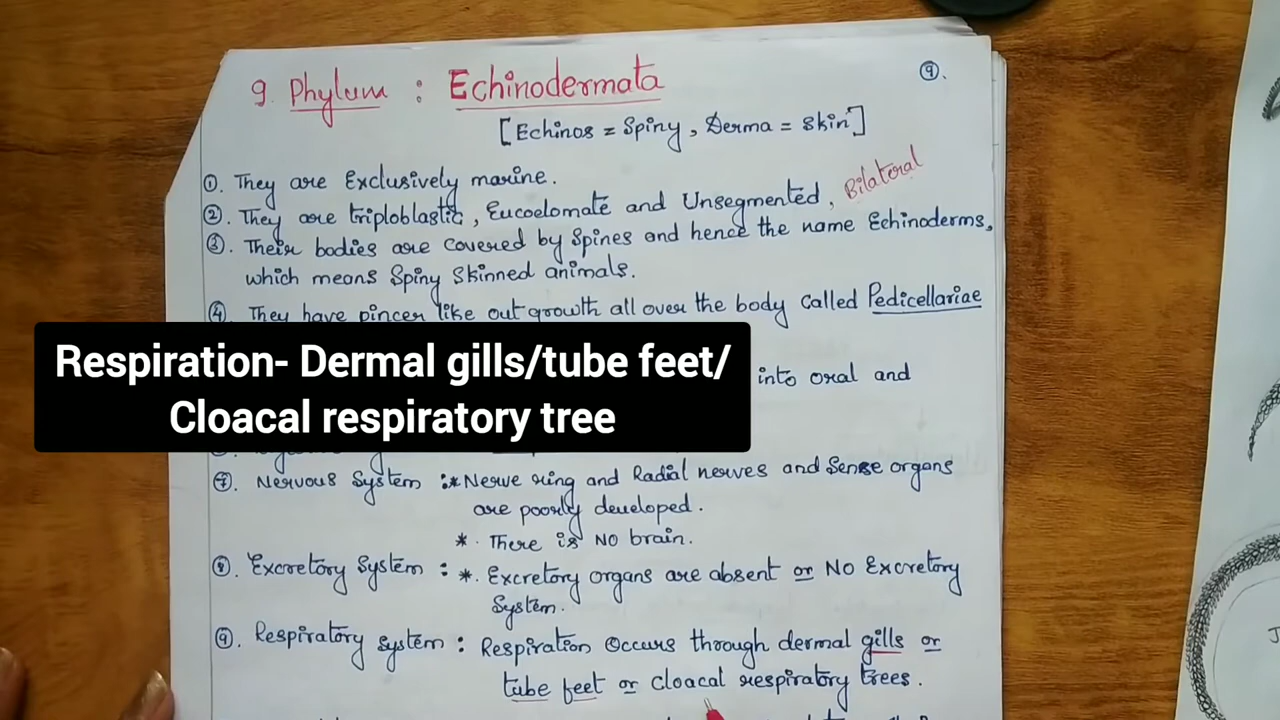 9. Phylum : Echinodermata
9.
[Echinos = Spiny, Derma = Skin]
1. They are Exclusively marine.
2. They are triploblastic, Eucoelomate and Unsegmented, Bilateral
3. Their bodies are covered by Spines and hence the name Echinoderms,
which means Spiny Skinned animals.
4. They have pincer like out growth all over the body called Pedicellariae
Respiration- Dermal gills/tube feet/
Cloacal respiratory tree
into oral and
7. Nervous System :* Nerve ring and Radial nerves and Sense organs
are poorly developed.
*. There is No brain.
8. Excretory System : *. Excretory organs are absent or NO Excretory
System.
9. Respiratory System : Respiration Occurs through dermal gills or
tube feet or Cloacal respiratory trees.
J